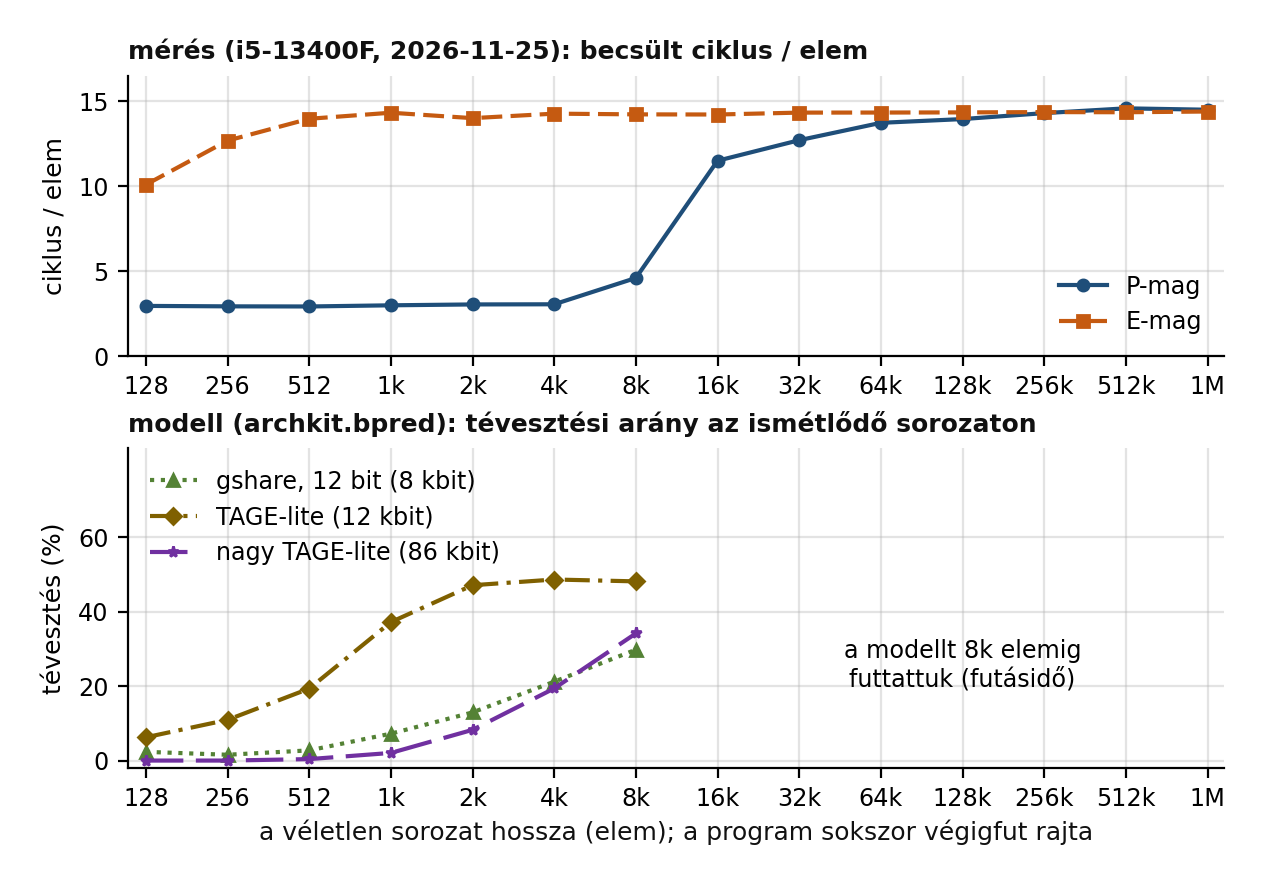 mérés (i5-13400F, 2026-11-25): becsült ciklus / elem
ciklus / elem
15
10
5
0
P-mag
E-mag
128 256 512 1k 2k 4k 8k 16k 32k 64k 128k 256k 512k 1M
modell (archkit.bpred): tévesztési arány az ismétlődő sorozaton
tévesztés (%)
60
40
20
0
gshare, 12 bit (8 kbit)
TAGE-lite (12 kbit)
nagy TAGE-lite (86 kbit)
a modellt 8k elemig
futtattuk (futásidő)
128 256 512 1k 2k 4k 8k 16k 32k 64k 128k 256k 512k 1M
a véletlen sorozat hossza (elem); a program sokszor végigfut rajta